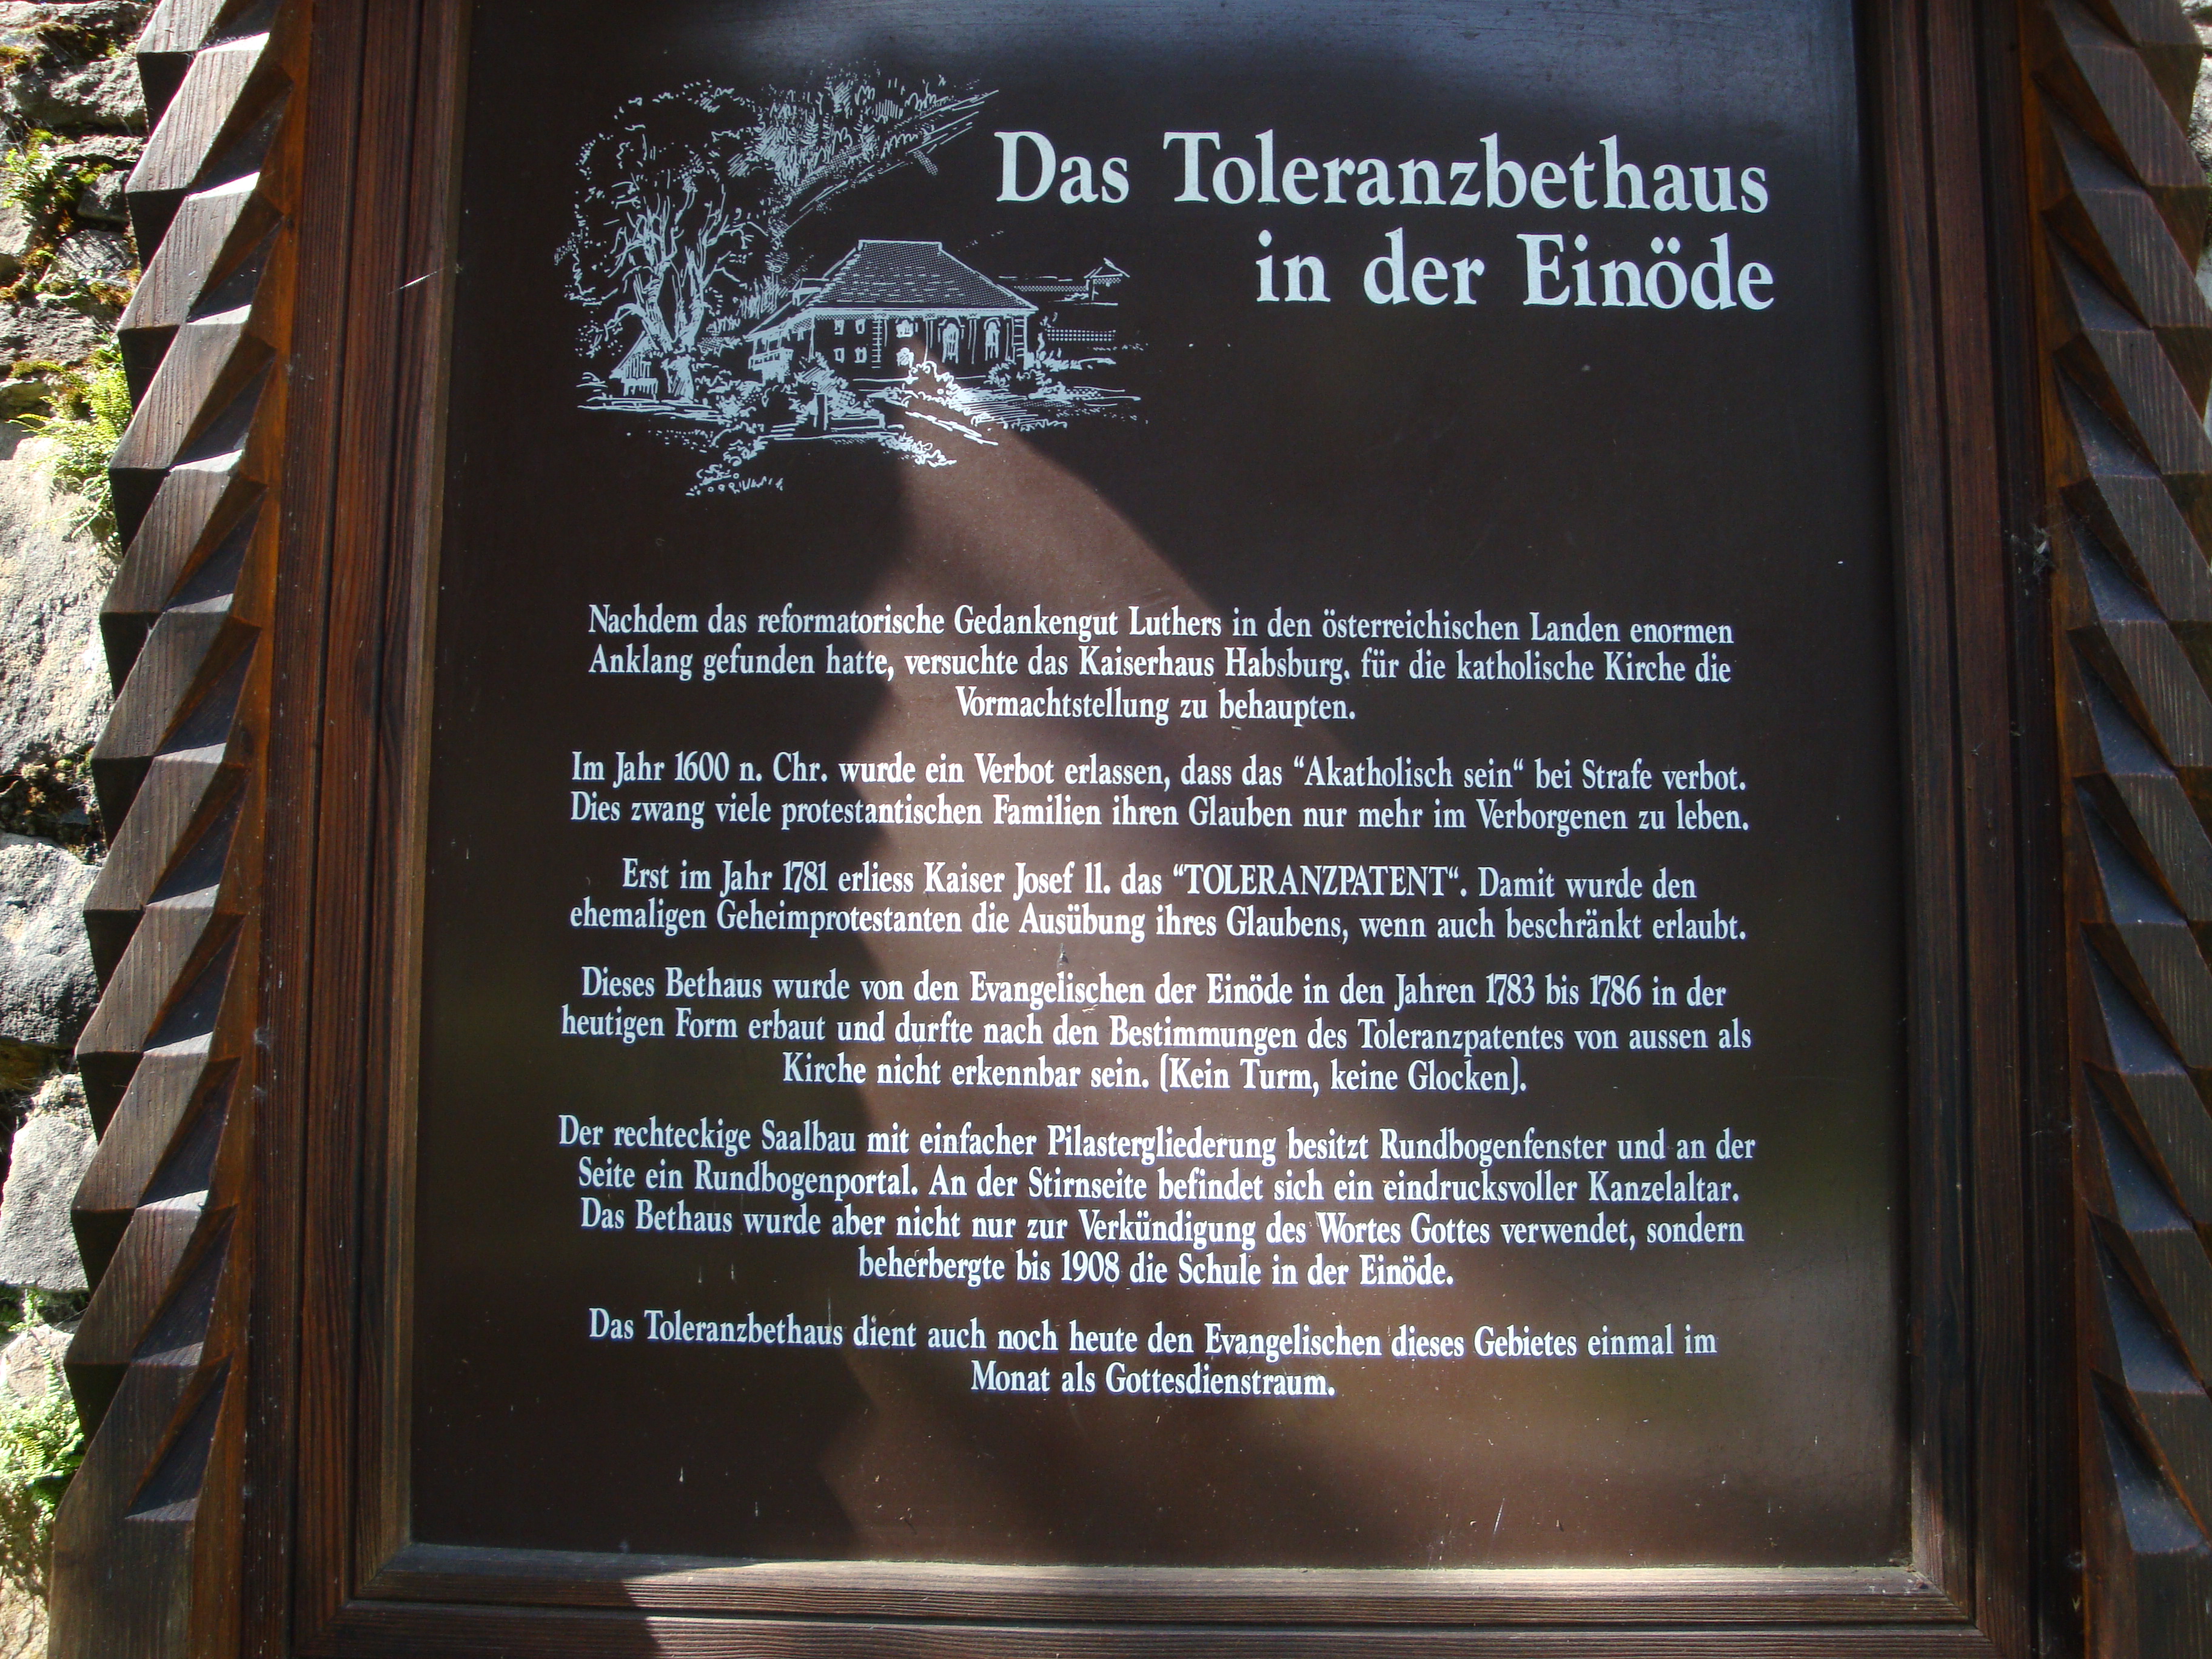 Das Toleranzbethaus
in der Einöde
Nachdem das reformatorische Gedankengut Luthers in den österreichischen Landen enormen
Anklang gefunden hatte, versuchte das Kaiserhaus Habsburg. für die katholische Kirche die
Vormachtstellung zu behaupten.
Im Jahr 1600 n. Chr. wurde ein Verbot erlassen, dass das “Akatholisch sein“ bei Strafe verbot.
Dies zwang viele protestantischen Familien ihren Glauben nur mehr im Verborgenen zu leben.
Erst im Jahr 1781 erliess Kaiser Josef ll. das “TOLERANZPATENT“. Damit wurde den
ehemaligen Geheimprotestanten die Ausübung ihres Glaubens, wenn auch beschränkt erlaubt.
Dieses Bethaus wurde von den Evangelischen der Einöde in den Jahren 1783 bis 1786 in der
heutigen Form erbaut und durfte nach den Bestimmungen des Toleranzpatentes von aussen als
Kirche nicht erkennbar sein. (Kein Turm, keine Glocken).
Der rechteckige Saalbau mit einfacher Pilastergliederung besitzt Rundbogenfenster und an der
Seite ein Rundbogenportal. An der Stirnseite befindet sich ein eindrucksvoller Kanzelaltar.
Das Bethaus wurde aber nicht nur zur Verkündigung des Wortes Gottes verwendet, sondern
beherbergte bis 1908 die Schule in der Einöde.
Das Toleranzbethaus dient auch noch heute den Evangelischen dieses Gebietes einmal im
Monat als Gottesdienstraum.